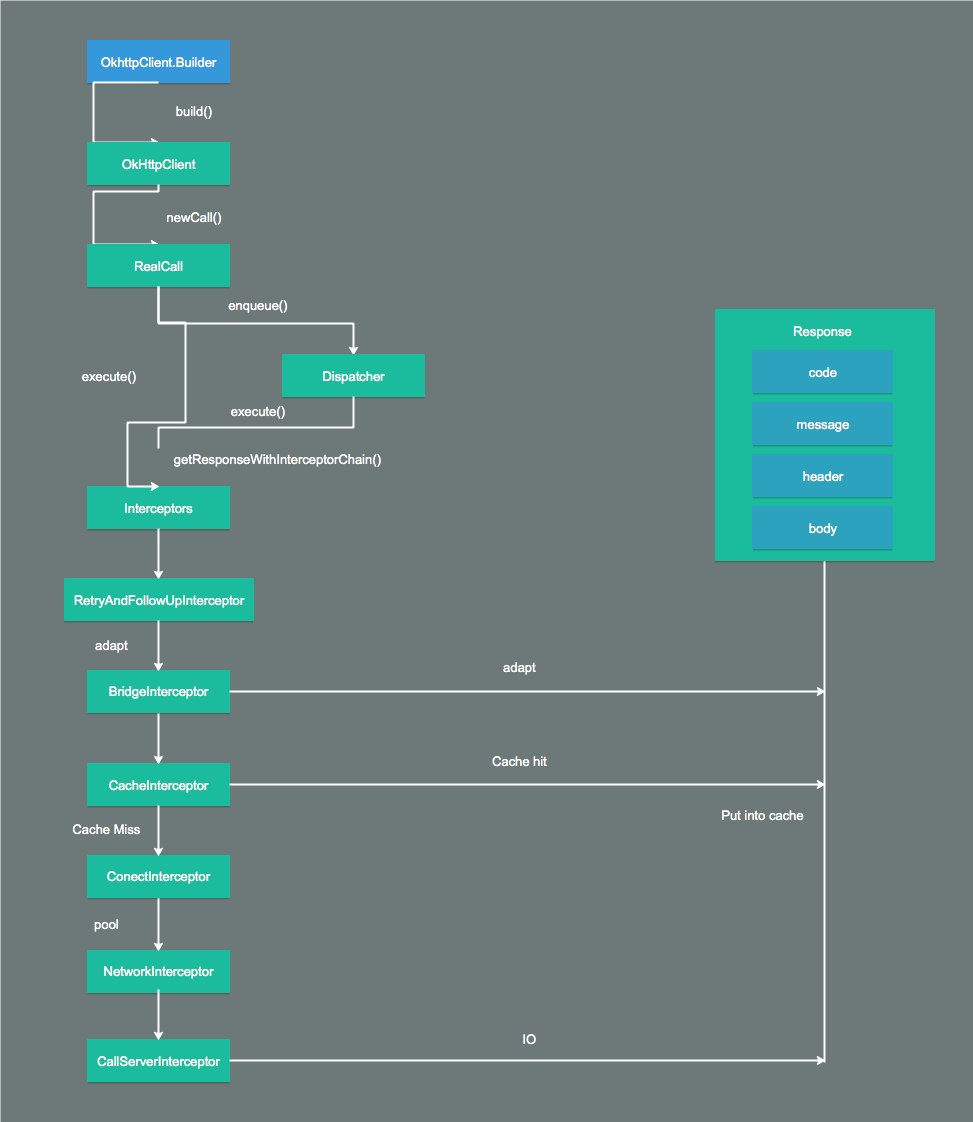 OkhttpClient.Builder
build()
OkHttpClient
newCall()
RealCall
enqueue()
execute()
Dispatcher
execute()
getResponseWithInterceptorChain()
Interceptors
RetryAndFollowUpInterceptor
adapt
BridgeInterceptor
adapt
CacheInterceptor
Cache hit
Cache Miss
Put into cache
ConectInterceptor
pool
NetworkInterceptor
CallServerInterceptor
IO
Response
code
message
header
body